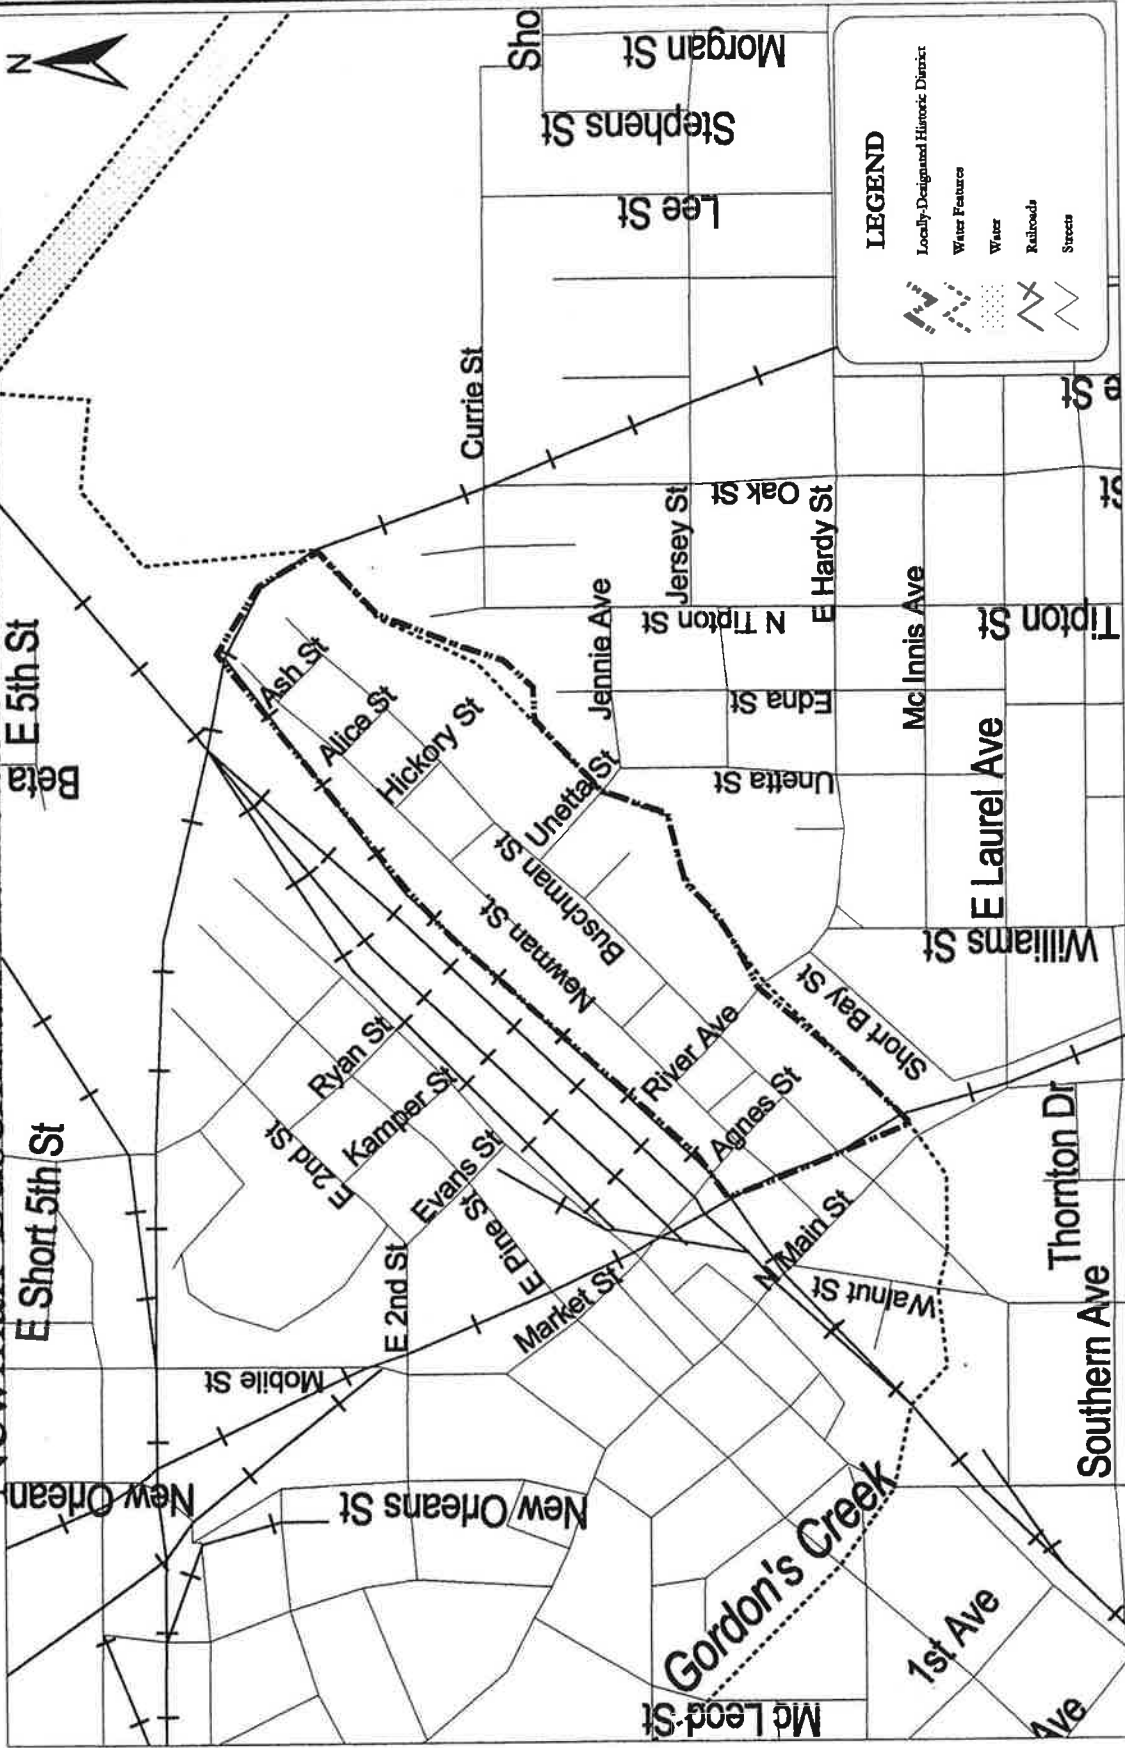 N
E 5th St
Beta
E Short 5th St
New Orlean
Mobile St
E 2nd St
E 2nd St
New Orleans St
Ryan St
Kamper St
Evans St
E Pine St
Market St
N Main St
Walnut St
Ash St
Alice St
Hickory St
Unetta St
Buschman St
Newman St
River Ave
Agnes St
Short Bay St
Currie St
Sho
Morgan St
Stephens St
Lee St
Oak St
Jersey St
E Hardy St
Jennie Ave
N Tipton St
Edna St
Unetta St
Mc Innis Ave
Tipton St
E Laurel Ave
Williams St
Thornton Dr
Southern Ave
Gordon's Creek
1st Ave
Ave
Mc Leod St
e St
St
LEGEND
Locally-Designated Historic District
Water Features
Water
Railroads
Streets